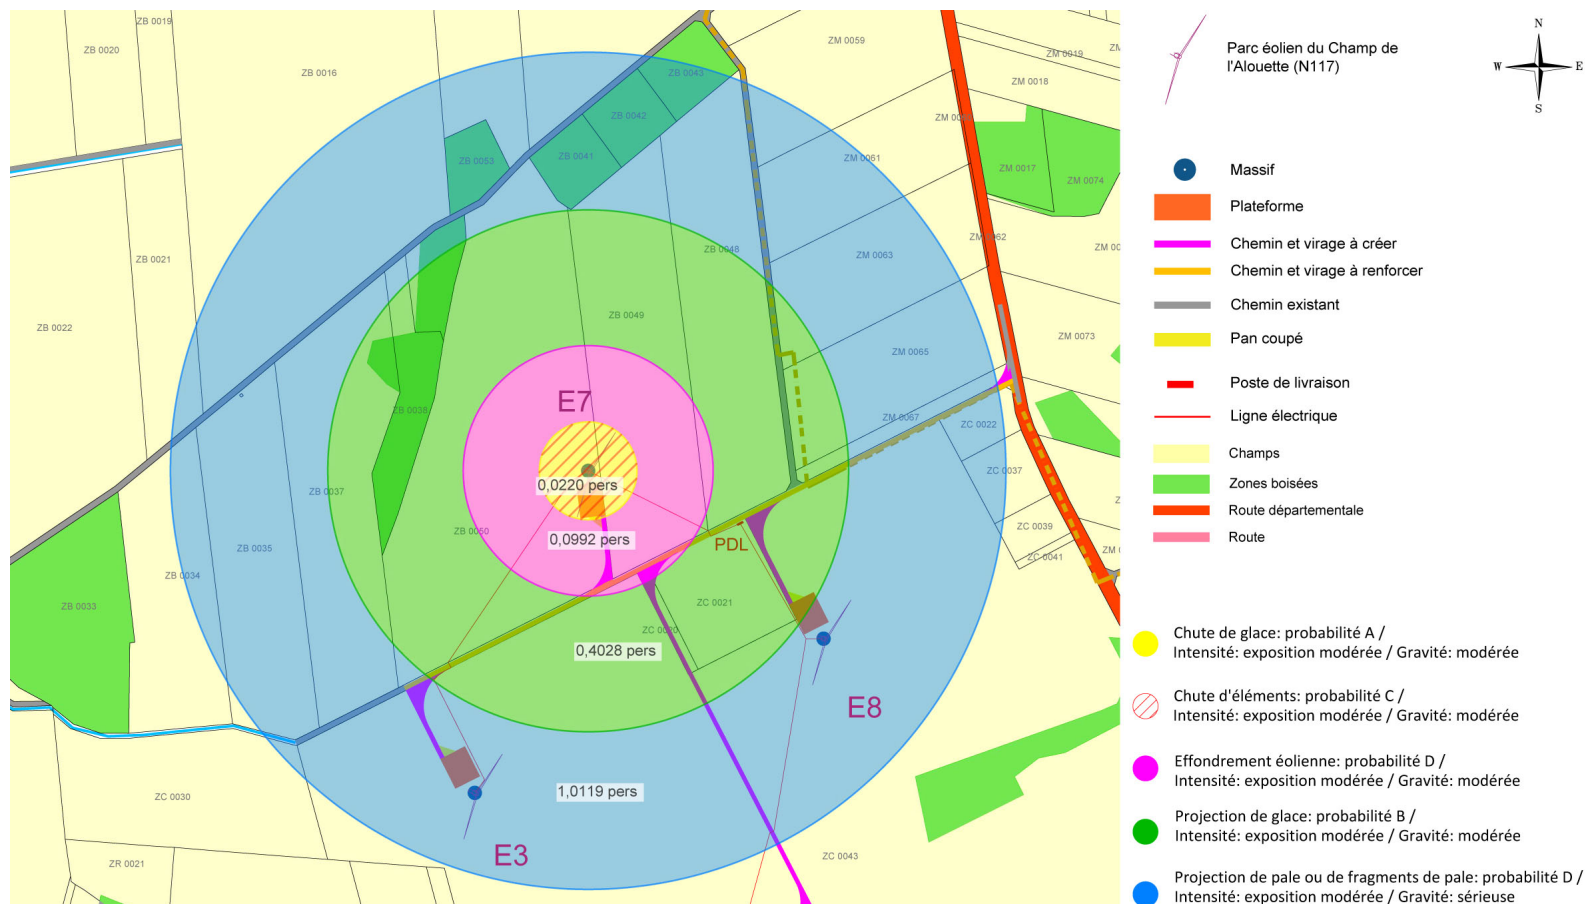 ZB 0019
ZB 0020
ZB 0016
ZB 0043
ZB 0042
ZB 0041
ZB 0053
ZM 0059
ZM 0019
ZM 0018
ZM 0061
ZM 0017
ZM 0074
ZM 0062
ZM 0063
ZB 0048
ZB 0021
ZB 0022
ZB 0049
ZM 0073
ZM 0065
E7
ZB 0038
ZM 0067
ZC 0022
ZC 0037
0,0220 pers
ZB 0037
ZB 0050
0,0992 pers
PDL
ZC 0039
ZC 0041
ZB 0035
ZB 0034
ZB 0033
ZC 0021
ZC 0020
0,4028 pers
E8
1,0119 pers
ZC 0030
E3
ZR 0021
ZC 0043
Parc éolien du Champ de
l'Alouette (N117)
N
W
E
S
Massif
Plateforme
Chemin et virage à créer
Chemin et virage à renforcer
Chemin existant
Pan coupé
Poste de livraison
Ligne électrique
Champs
Zones boisées
Route départementale
Route
Chute de glace: probabilité A /
Intensité: exposition modérée / Gravité: modérée
Chute d'éléments: probabilité C /
Intensité: exposition modérée / Gravité: modérée
Effondrement éolienne: probabilité D /
Intensité: exposition modérée / Gravité: modérée
Projection de glace: probabilité B /
Intensité: exposition modérée / Gravité: modérée
Projection de pale ou de fragments de pale: probabilité D /
Intensité: exposition modérée / Gravité: sérieuse